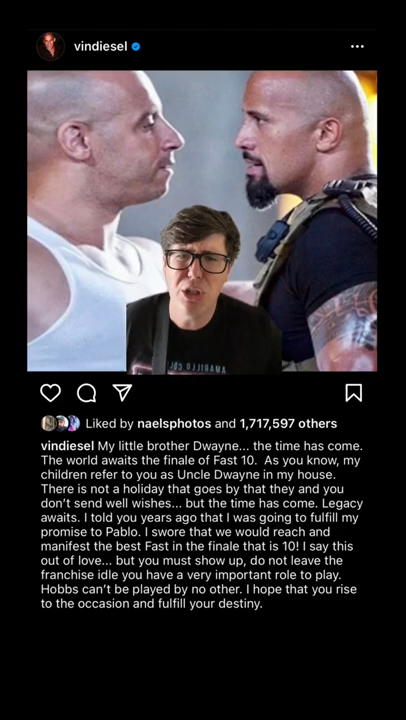 vindiesel
AMARILLO COL
Liked by naelsphotos and 1,717,597 others
vindiesel My little brother Dwayne... the time has come.
The world awaits the finale of Fast 10. As you know, my
children refer to you as Uncle Dwayne in my house.
There is not a holiday that goes by that they and you
don't send well wishes... but the time has come. Legacy
awaits. I told you years ago that I was going to fulfill my
promise to Pablo. I swore that we would reach and
manifest the best Fast in the finale that is 10! I say this
out of love... but you must show up, do not leave the
franchise idle you have a very important role to play.
Hobbs can't be played by no other. I hope that you rise
to the occasion and fulfill your destiny.